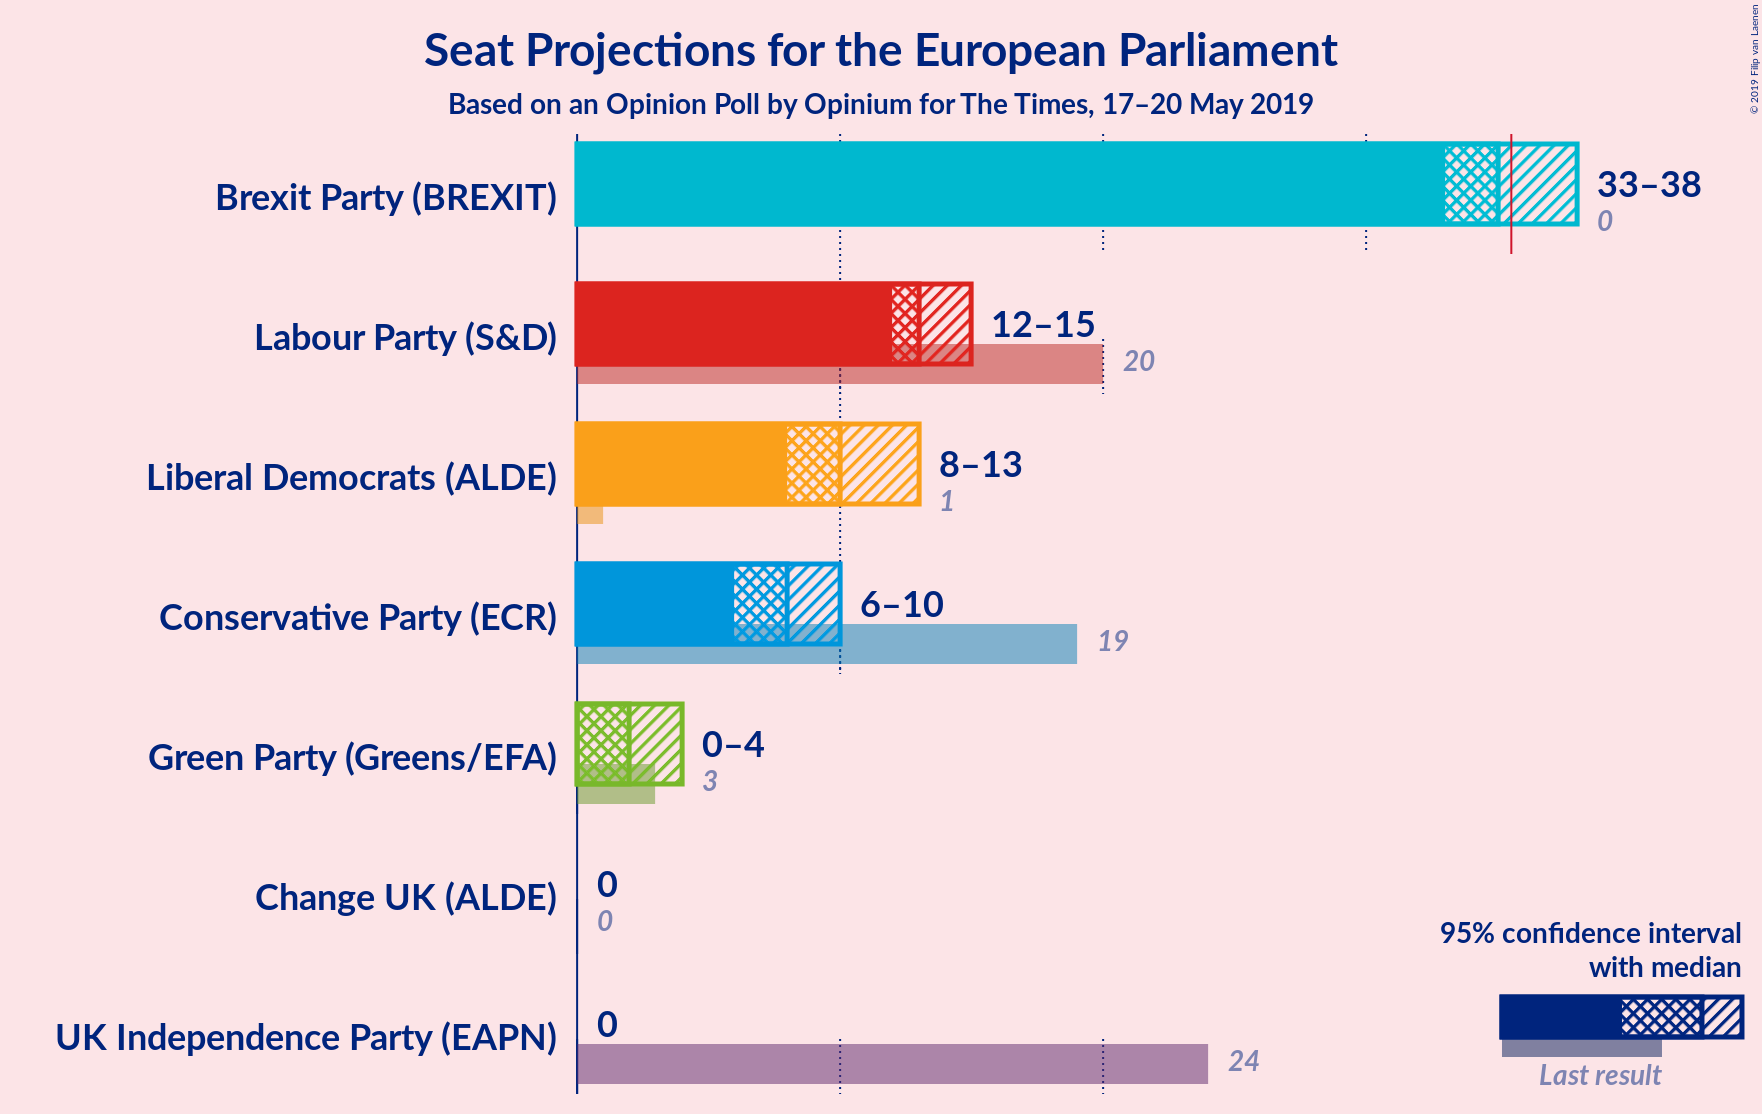 Seat Projections for the European Parliament
Based on an Opinion Poll by Opinium for The Times, 17–20 May 2019
© 2019 Filip van Laenen
Brexit Party (BREXIT)
33–38
0
Labour Party (S&D)
12–15
20
Liberal Democrats (ALDE)
8–13
1
Conservative Party (ECR)
6–10
19
Green Party (Greens/EFA)
0–4
3
Change UK (ALDE)
0
0
UK Independence Party (EAPN)
0
24
95% confidence interval
with median
Last result